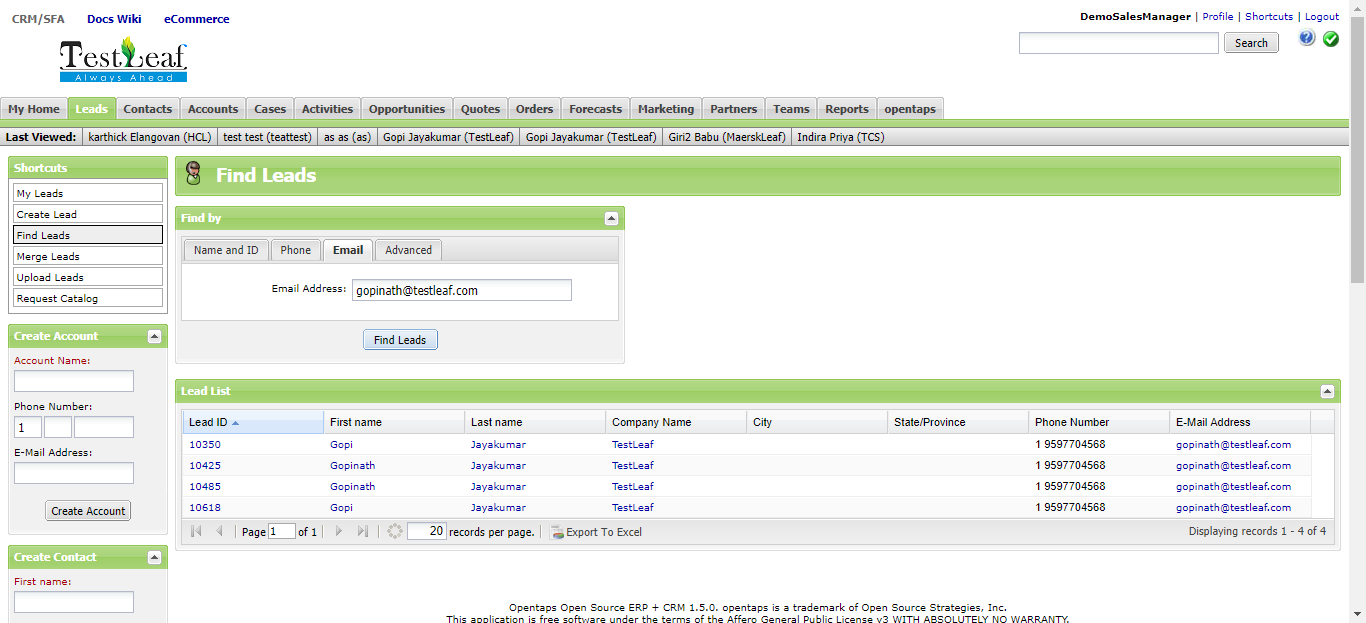 CRM/SFA Docs Wiki eCommerce
DemoSalesManager | Profile | Shortcuts | Logout
Search
TestLeaf
Always Ahead
My Home Leads Contacts Accounts Cases Activities Opportunities Quotes Orders Forecasts Marketing Partners Teams Reports opentaps
Last Viewed: karthick Elangovan (HCL) test test (teattest) as as (as) Gopi Jayakumar (TestLeaf) Gopi Jayakumar (TestLeaf) Giri2 Babu (MaerskLeaf) Indira Priya (TCS)
Shortcuts
My Leads
Create Lead
Find Leads
Merge Leads
Upload Leads
Request Catalog
Create Account
Account Name:
Phone Number:
1
E-Mail Address:
Create Account
Create Contact
First name:
Find Leads
Find by
Name and ID Phone Email Advanced
Email Address: gopinath@testleaf.com
Find Leads
Lead List
Lead ID First name Last name Company Name City State/Province Phone Number E-Mail Address
10350 Gopi Jayakumar TestLeaf 1 9597704568 gopinath@testleaf.com
10425 Gopinath Jayakumar TestLeaf 1 9597704568 gopinath@testleaf.com
10485 Gopinath Jayakumar TestLeaf 1 9597704568 gopinath@testleaf.com
10618 Gopi Jayakumar TestLeaf 1 9597704568 gopinath@testleaf.com
Page 1 of 1 20 records per page. Export To Excel Displaying records 1 - 4 of 4
Opentaps Open Source ERP + CRM 1.5.0. opentaps is a trademark of Open Source Strategies, Inc.
This application is free software under the terms of the Affero General Public License v3 WITH ABSOLUTELY NO WARRANTY.